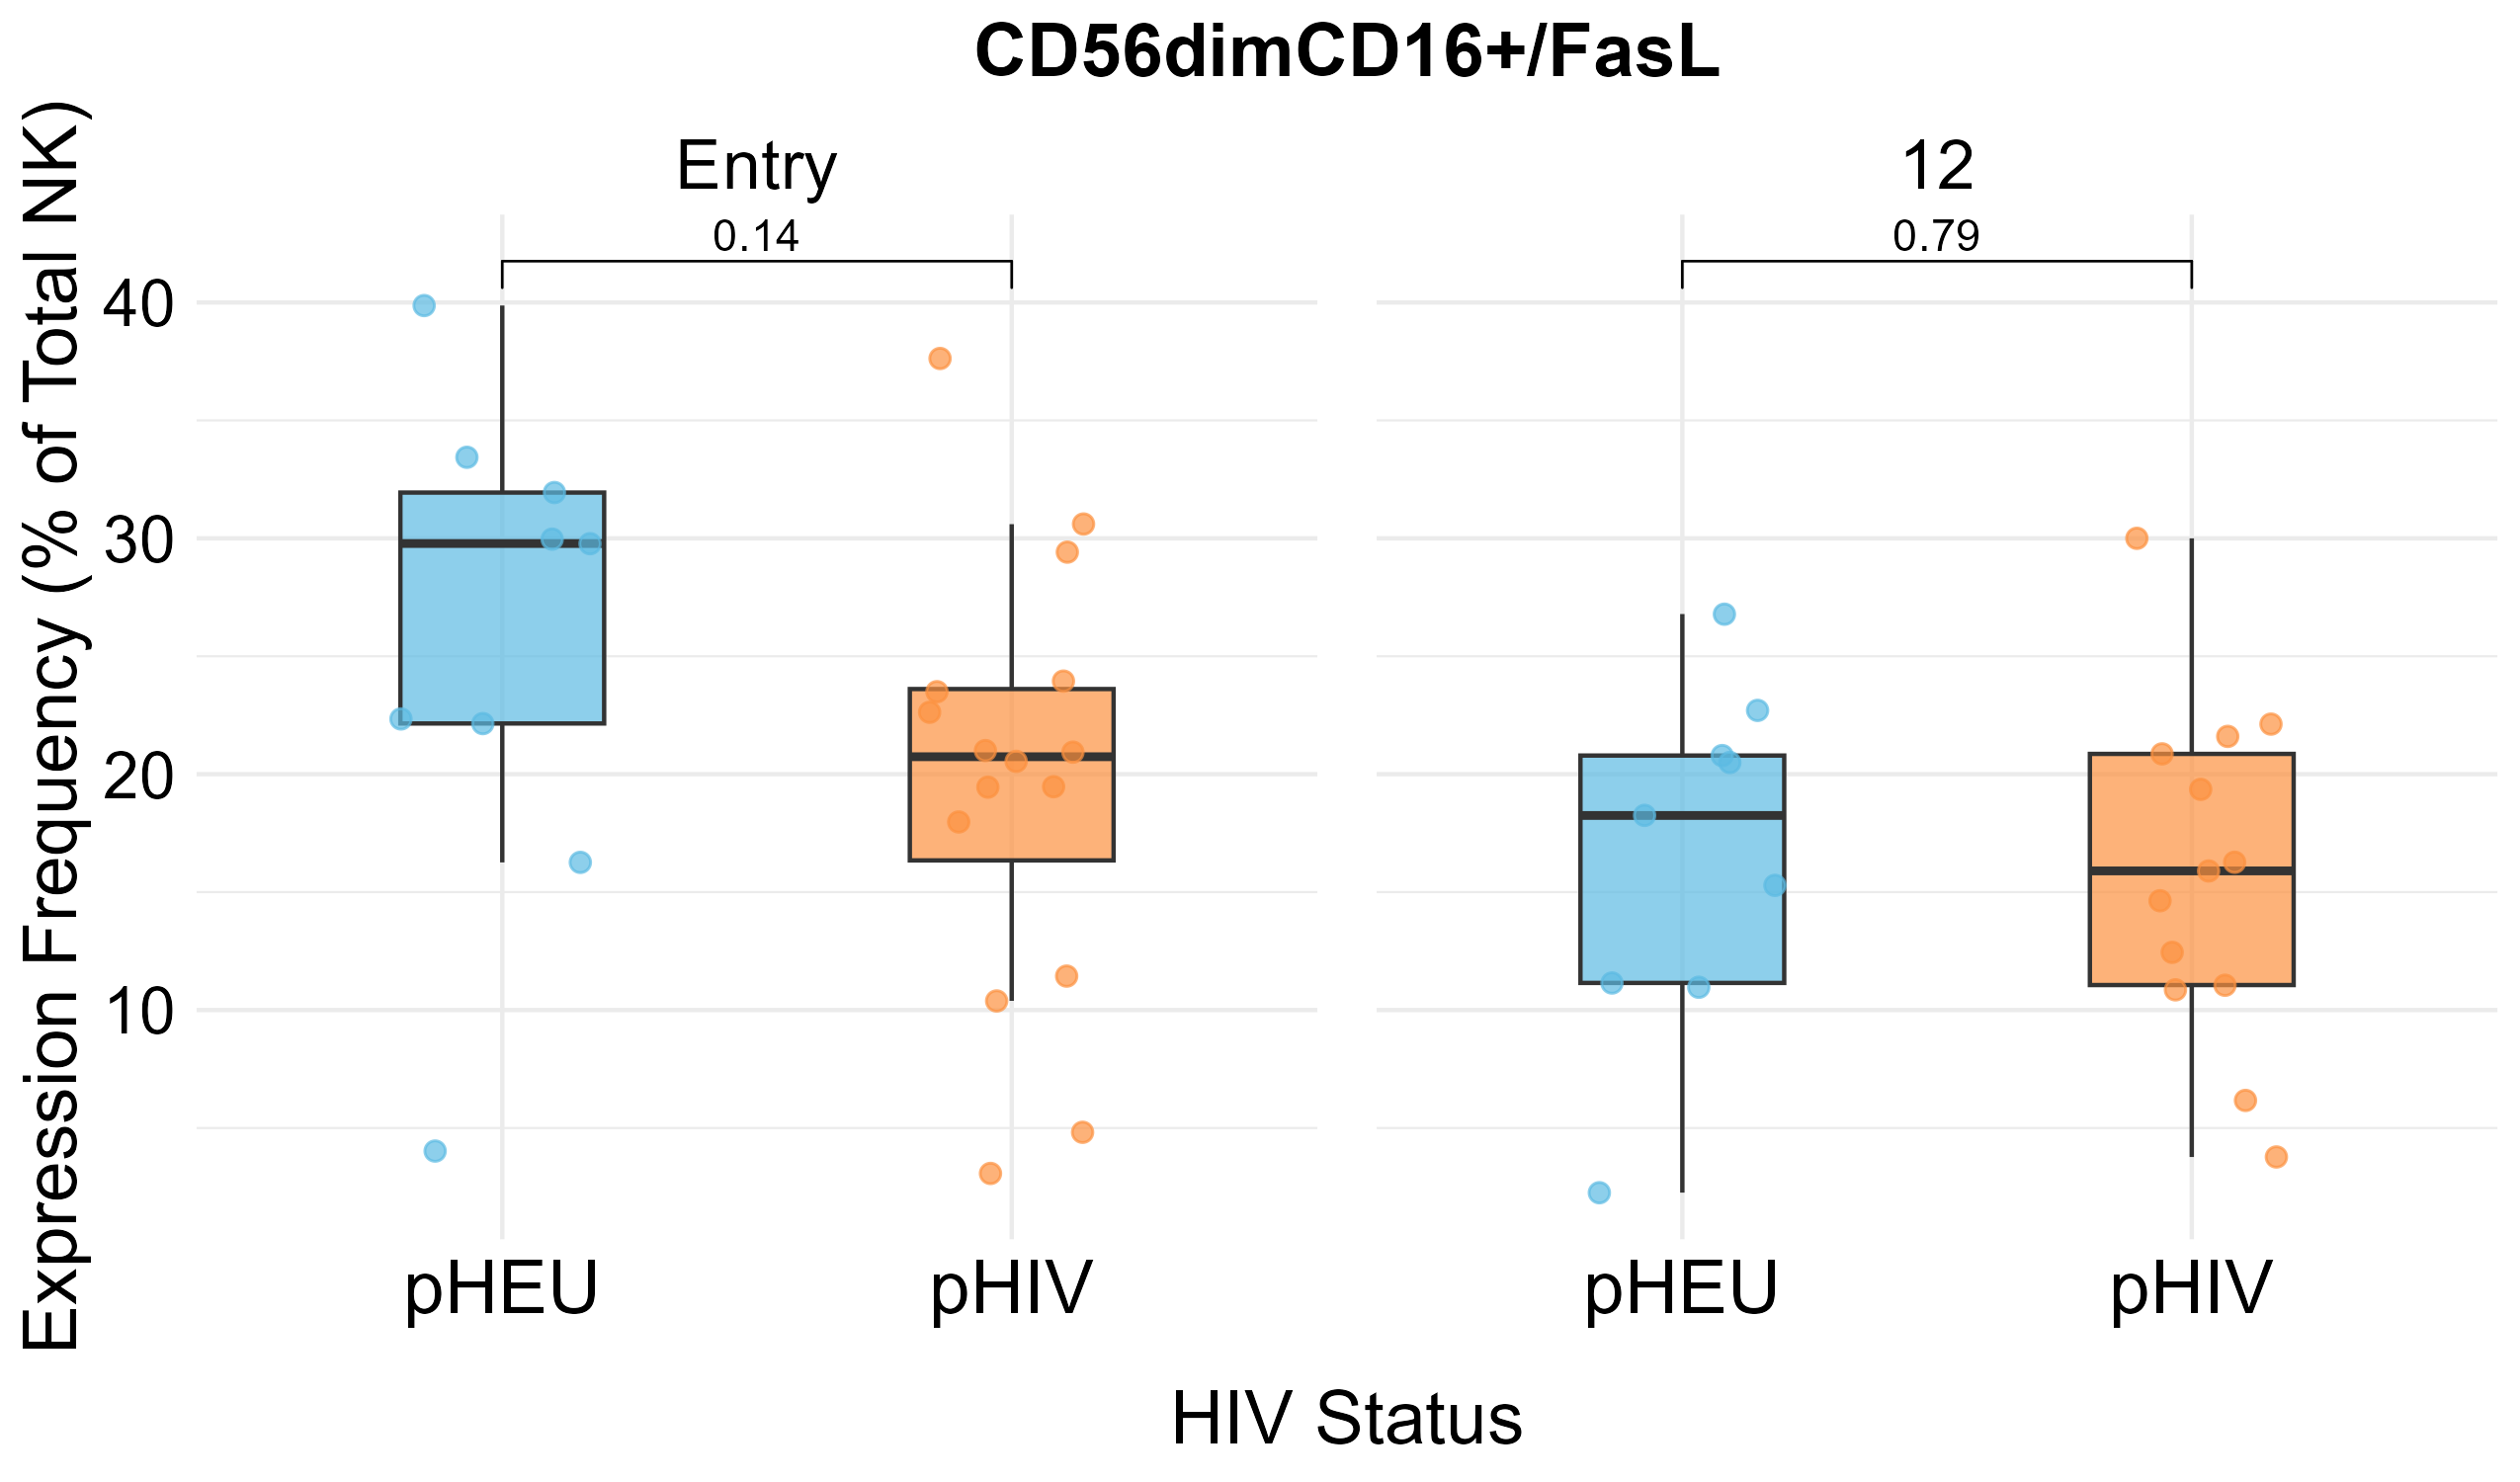 CD56dimCD16+/FasL
Entry
12
0.14
0.79
Expression Frequency (% of Total NK)
40
30
20
10
pHEU
pHIV
pHEU
pHIV
HIV Status